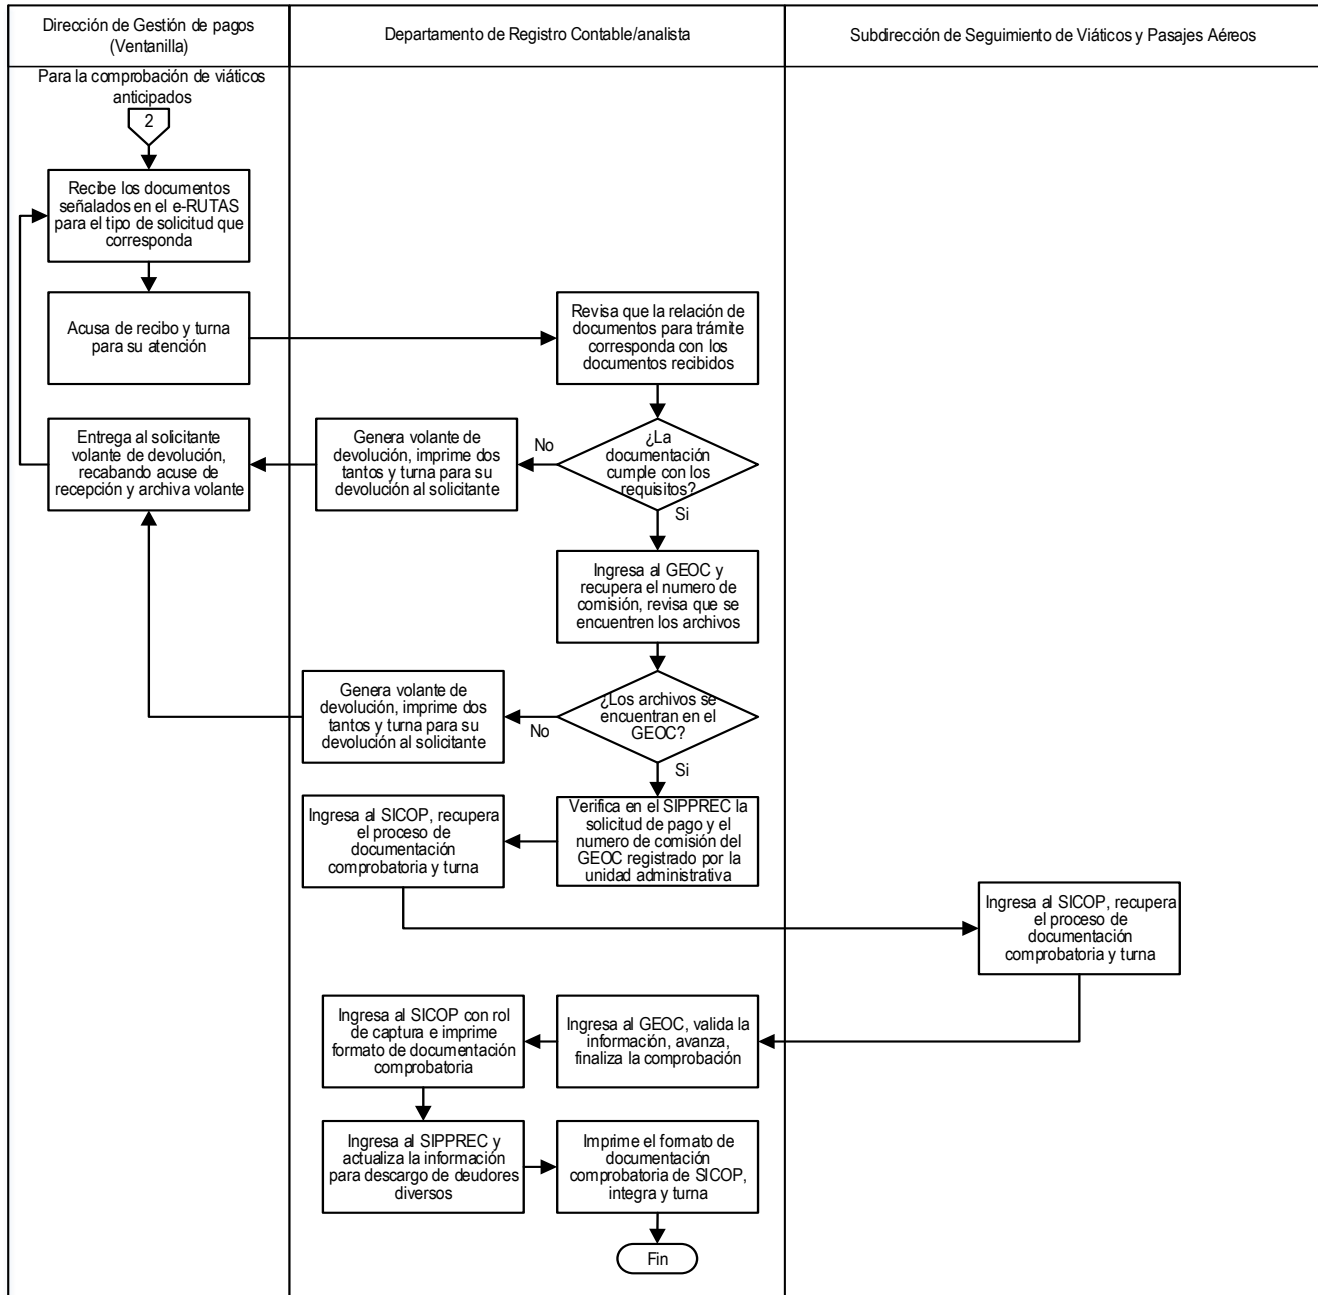 Dirección de Gestión de pagos
(Ventanilla)
Departamento de Registro Contable/analista
Subdirección de Seguimiento de Viáticos y Pasajes Aéreos
Para la comprobación de viáticos
anticipados
2
Recibe los documentos
señalados en el e-RUTAS
para el tipo de solicitud que
corresponda
Acusa de recibo y turna
para su atención
Revisa que la relación de
documentos para trámite
corresponda con los
documentos recibidos
Entrega al solicitante
volante de devolución,
recabando acuse de
recepción y archiva volante
Genera volante de
devolución, imprime dos
tantos y turna para su
devolución al solicitante
No
¿La
documentación
cumple con los
requisitos?
Si
Ingresa al GEOC y
recupera el numero de
comisión, revisa que se
encuentren los archivos
Genera volante de
devolución, imprime dos
tantos y turna para su
devolución al solicitante
No
¿Los archivos se
encuentran en el
GEOC?
Si
Ingresa al SICOP, recupera
el proceso de
documentación
comprobatoria y turna
Verifica en el SIPPREC la
solicitud de pago y el
numero de comisión del
GEOC registrado por la
unidad administrativa
Ingresa al SICOP, recupera
el proceso de
documentación
comprobatoria y turna
Ingresa al SICOP con rol
de captura e imprime
formato de documentación
comprobatoria
Ingresa al GEOC, valida la
información, avanza,
finaliza la comprobación
Ingresa al SIPPREC y
actualiza la información
para descargo de deudores
diversos
Imprime el formato de
documentación
comprobatoria de SICOP,
integra y turna
Fin